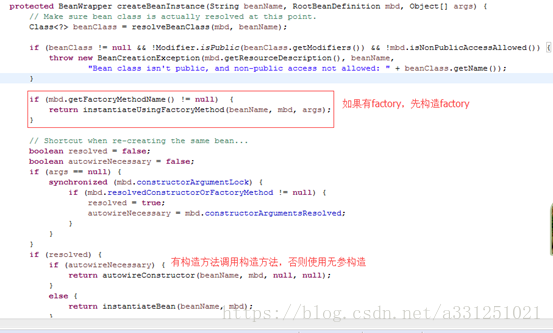 protected BeanWrapper createBeanInstance(String beanName, RootBeanDefinition mbd, Object[] args) {
// Make sure bean class is actually resolved at this point.
Class<?> beanClass = resolveBeanClass(mbd, beanName);
if (beanClass != null && !Modifier.isPublic(beanClass.getModifiers()) && !mbd.isNonPublicAccessAllowed()) {
throw new BeanCreationException(mbd.getResourceDescription(), beanName,
"Bean class isn't public, and non-public access not allowed: " + beanClass.getName());
}
if (mbd.getFactoryMethodName() != null)  {
return instantiateUsingFactoryMethod(beanName, mbd, args);
}
如果有factory，先构造factory
// Shortcut when re-creating the same bean...
boolean resolved = false;
boolean autowireNecessary = false;
if (args == null) {
synchronized (mbd.constructorArgumentLock) {
if (mbd.resolvedConstructorOrFactoryMethod != null) {
resolved = true;
autowireNecessary = mbd.constructorArgumentsResolved;
}
}
}
if (resolved) {
if (autowireNecessary) { 有构造方法调用构造方法，否则使用无参构造
return autowireConstructor(beanName, mbd, null, null);
}
else {
return instantiateBean(beanName, mbd);
}
https://blog.csdn.net/a331251021